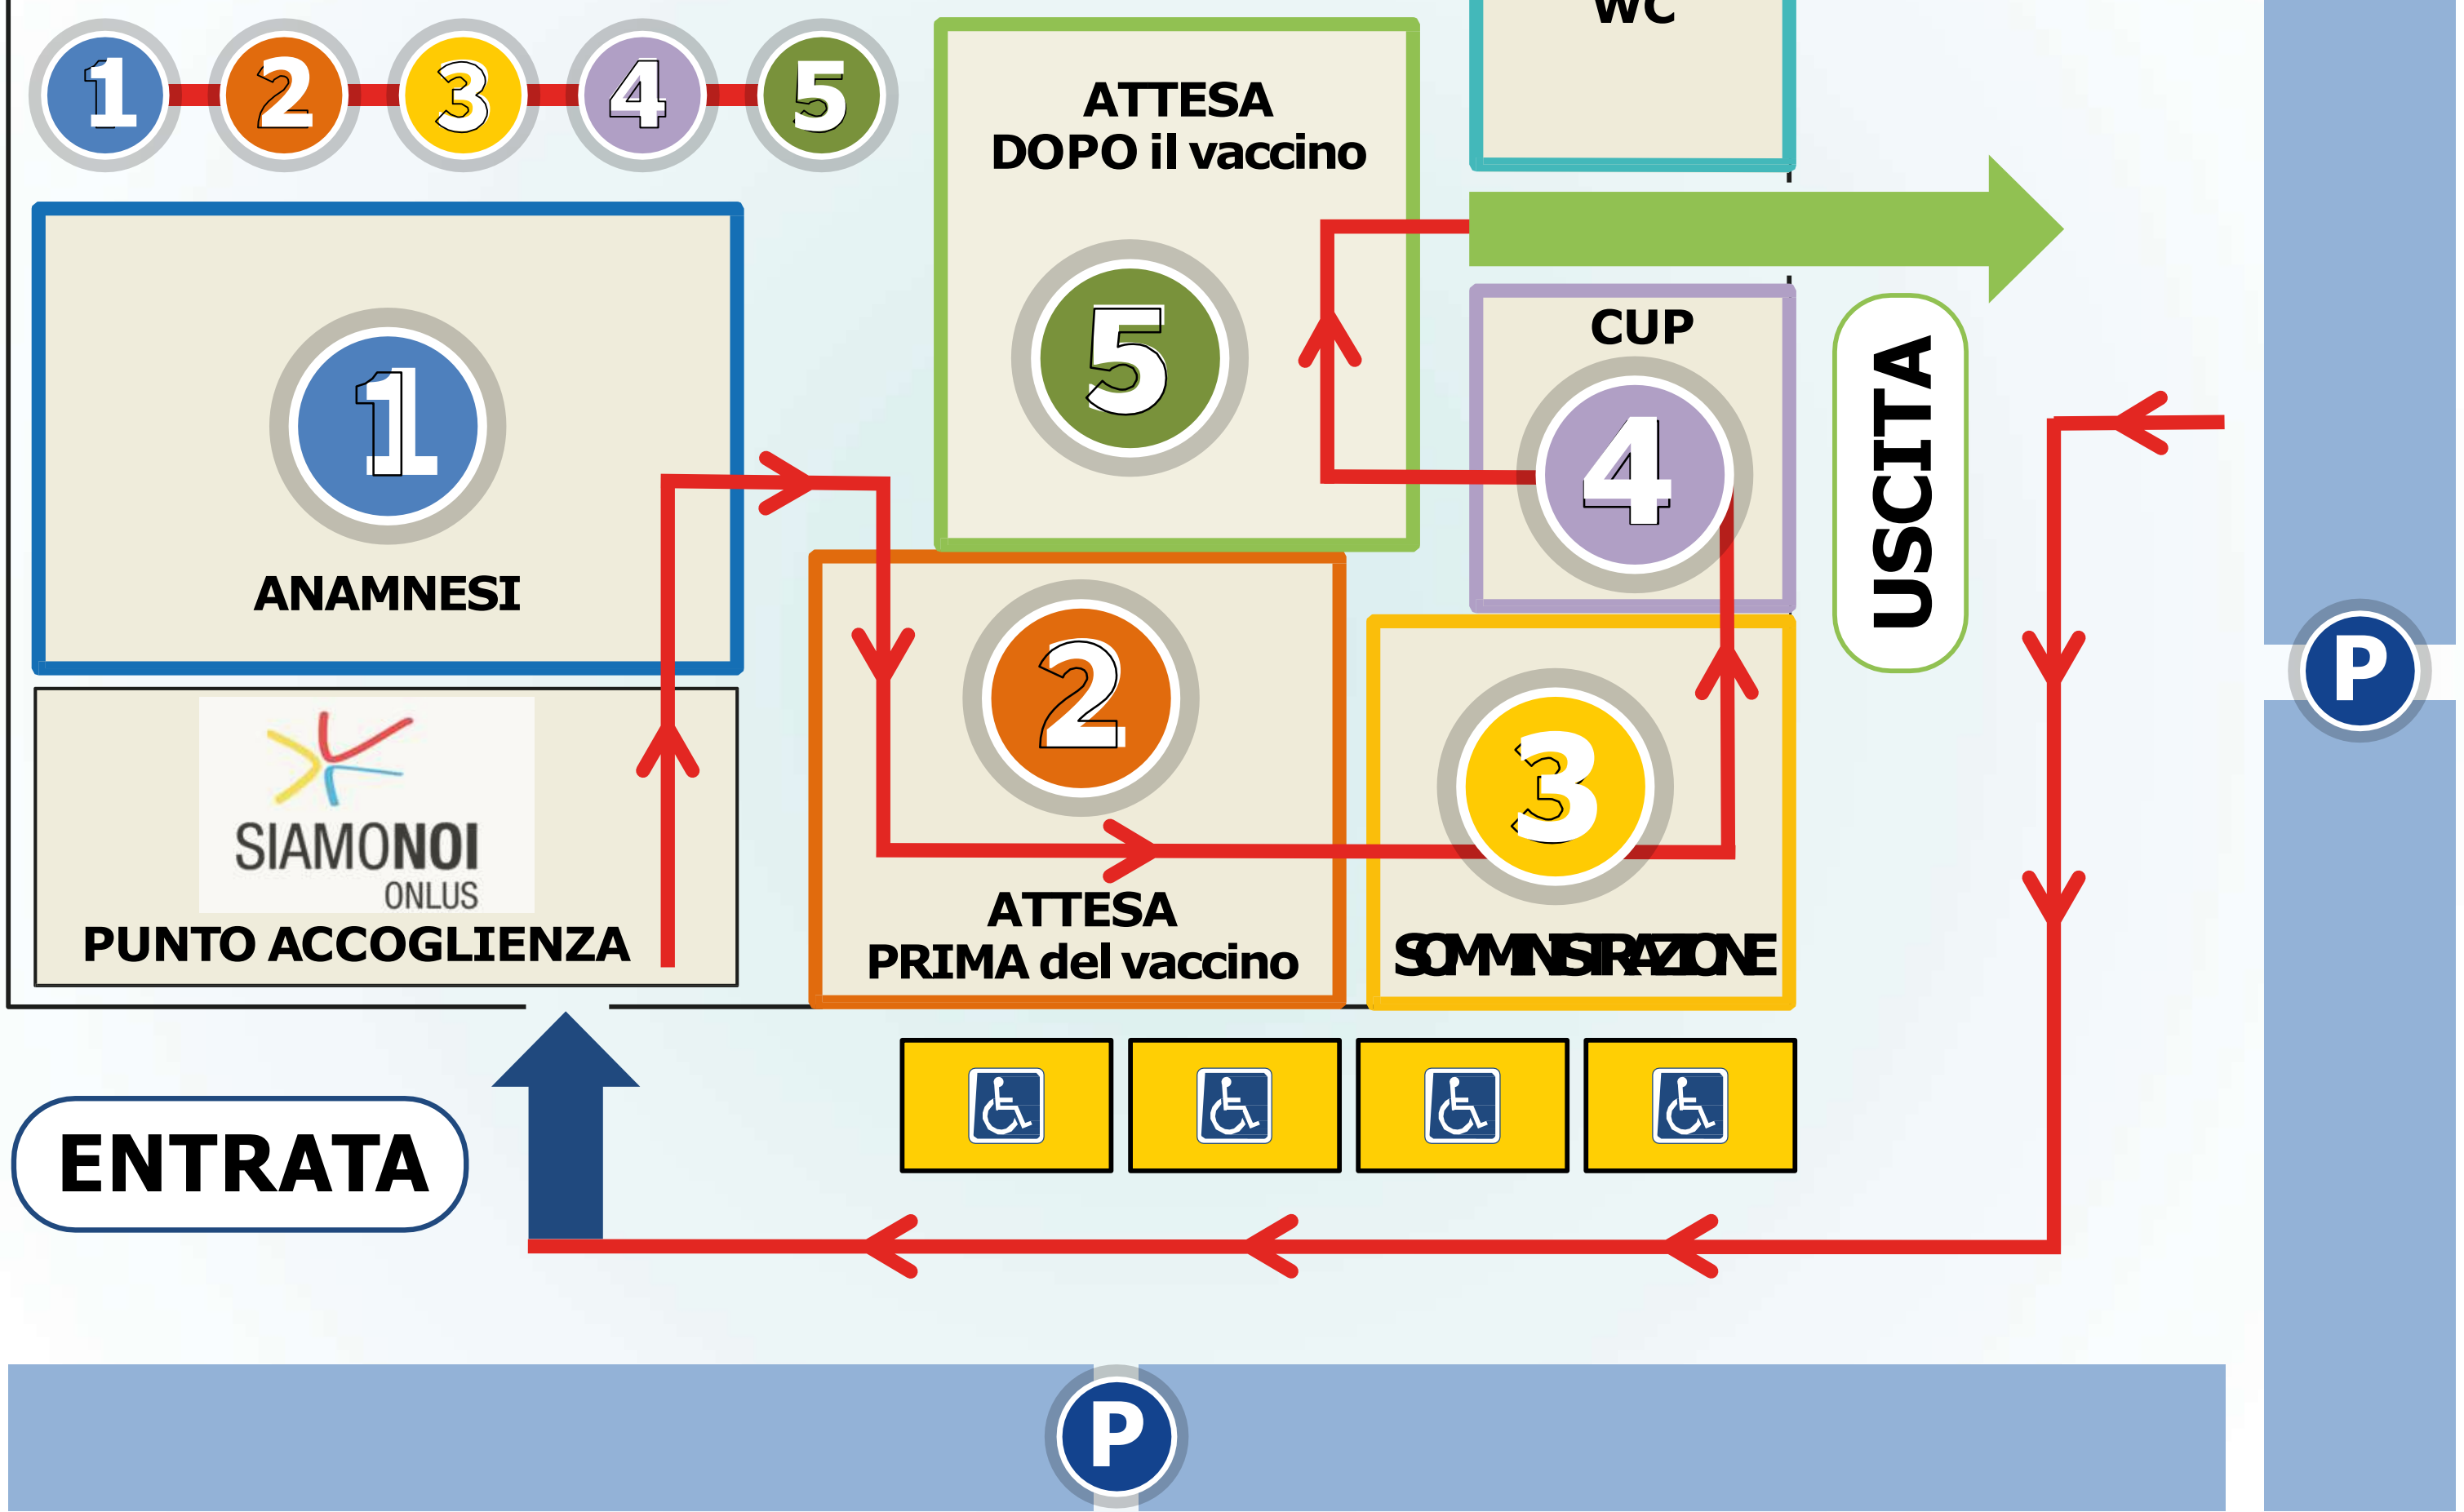 WC
1 2 3 4 5
ATTESA
DOPO il vaccino
5
CUP
4
USCITA
1
ANAMNESI
2
ATTESA
PRIMA del vaccino
3
SOMMINISTRAZIONE
SIAMONOI
ONLUS
PUNTO ACCOGLIENZA
ENTRATA
P
P